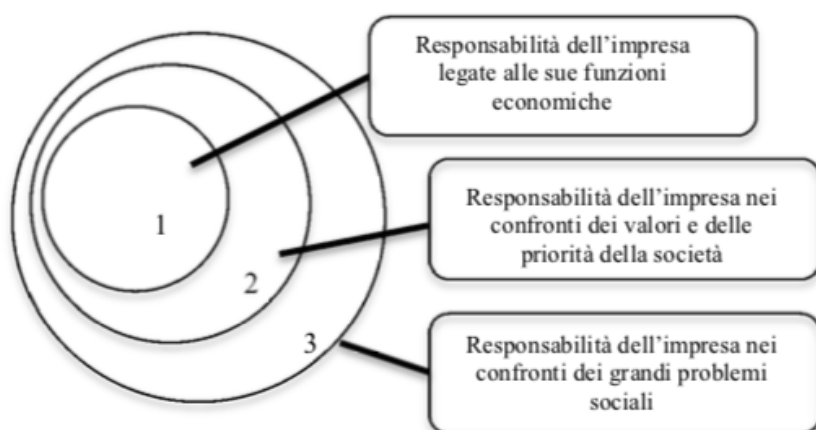 Responsabilità dell’impresa
legate alle sue funzioni
economiche
1
Responsabilità dell’impresa nei
confronti dei valori e delle
priorità della società
2
3
Responsabilità dell’impresa nei
confronti dei grandi problemi
sociali